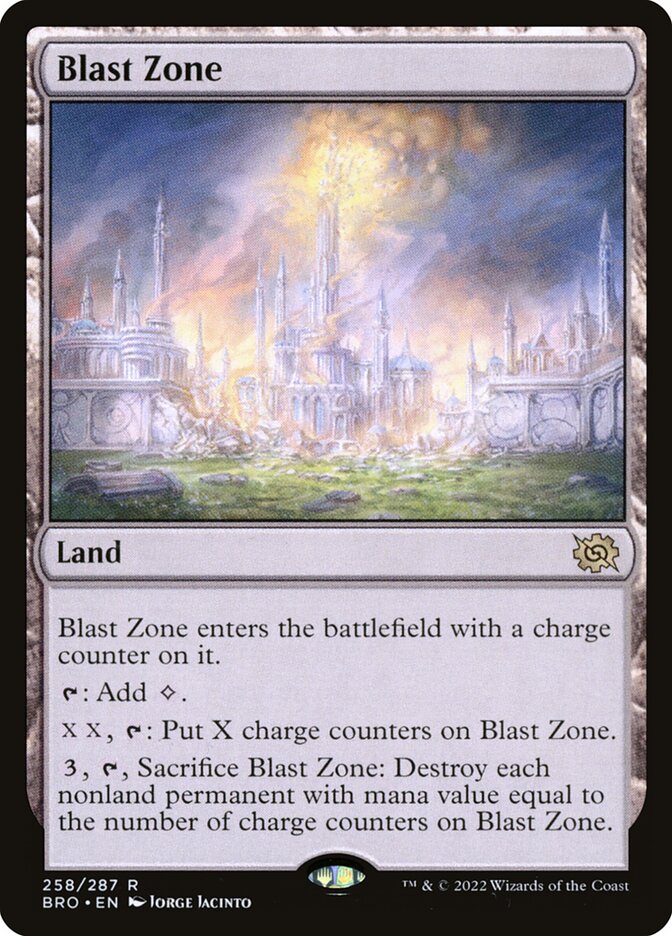 Blast Zone
Land
Blast Zone enters the battlefield with a charge
counter on it.
: Add .
X X, : Put X charge counters on Blast Zone.
3, , Sacrifice Blast Zone: Destroy each
nonland permanent with mana value equal to
the number of charge counters on Blast Zone.
258/287 R
BRO • EN Jorge Jacinto
™ & © 2022 Wizards of the Coast